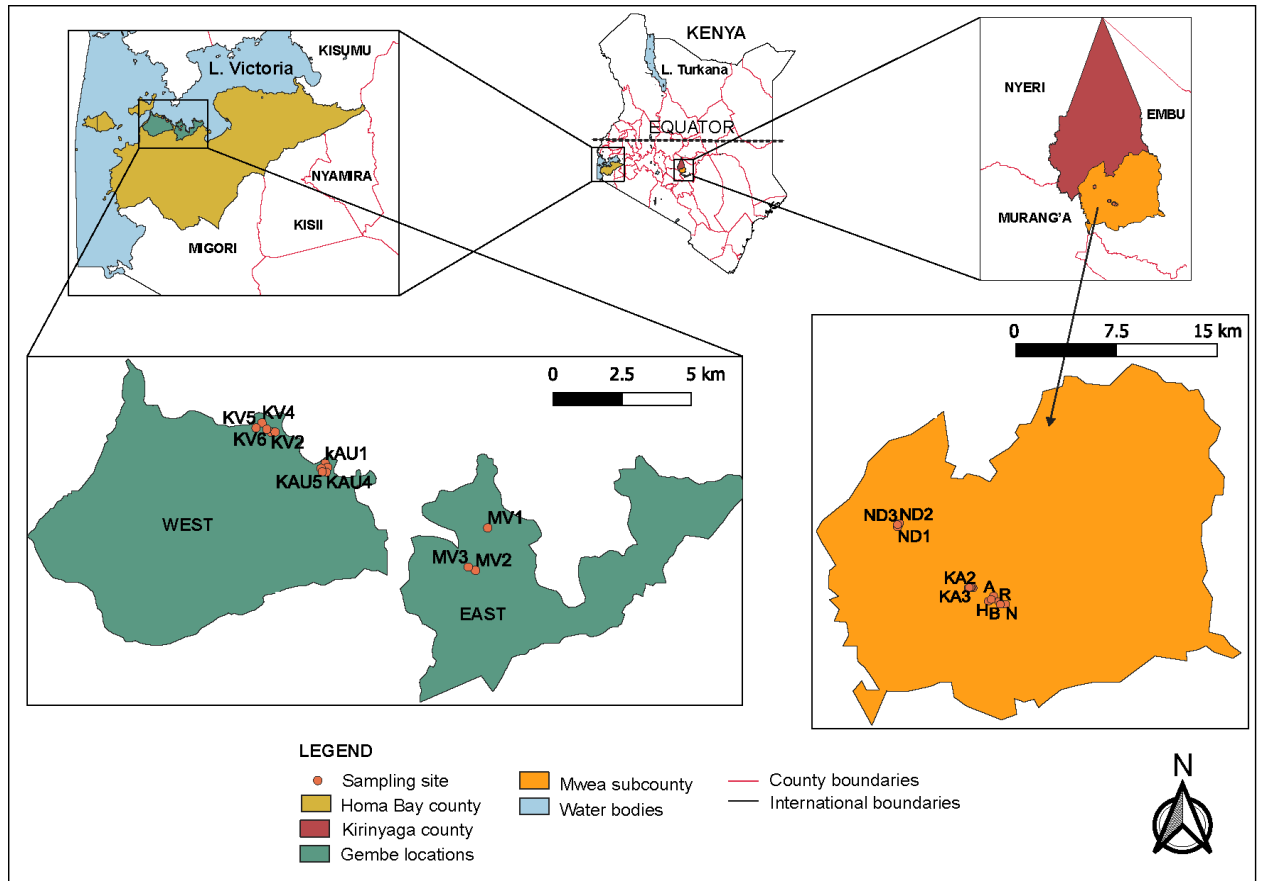 KISUMU
L. Victoria
NYAMIRA
KISII
MIGORI
KENYA
L. Turkana
EQUATOR
NYERI
EMBU
MURANG'A
0 2.5 5 km
KV5 KV4
KV6 KV2
kAU1
KAU5 KAU4
WEST
MV1
MV3 MV2
EAST
0 7.5 15 km
ND3 ND2
ND1
KA2 A R
KA3 H B N
LEGEND
Sampling site
Homa Bay county
Kirinyaga county
Gembe locations
Mwea subcounty
Water bodies
County boundaries
International boundaries
N